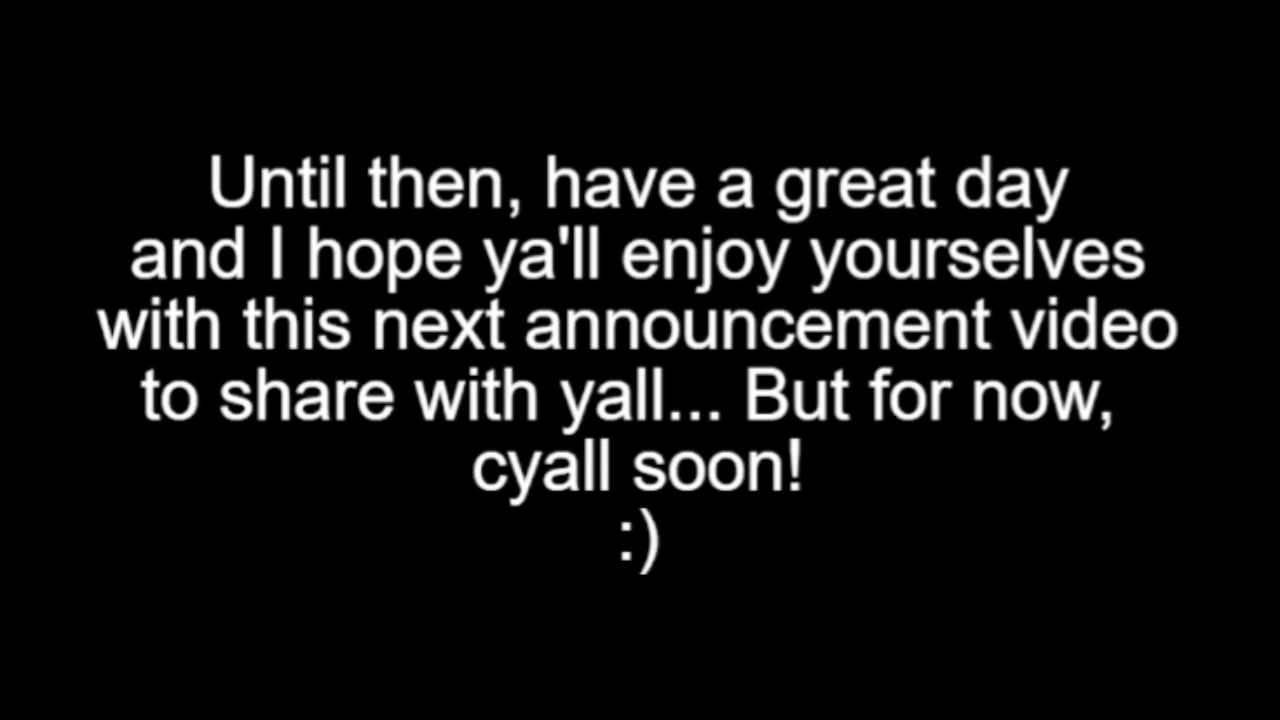 Until then, have a great day
and I hope ya'll enjoy yourselves
with this next announcement video
to share with yall... But for now,
cyall soon!
:)